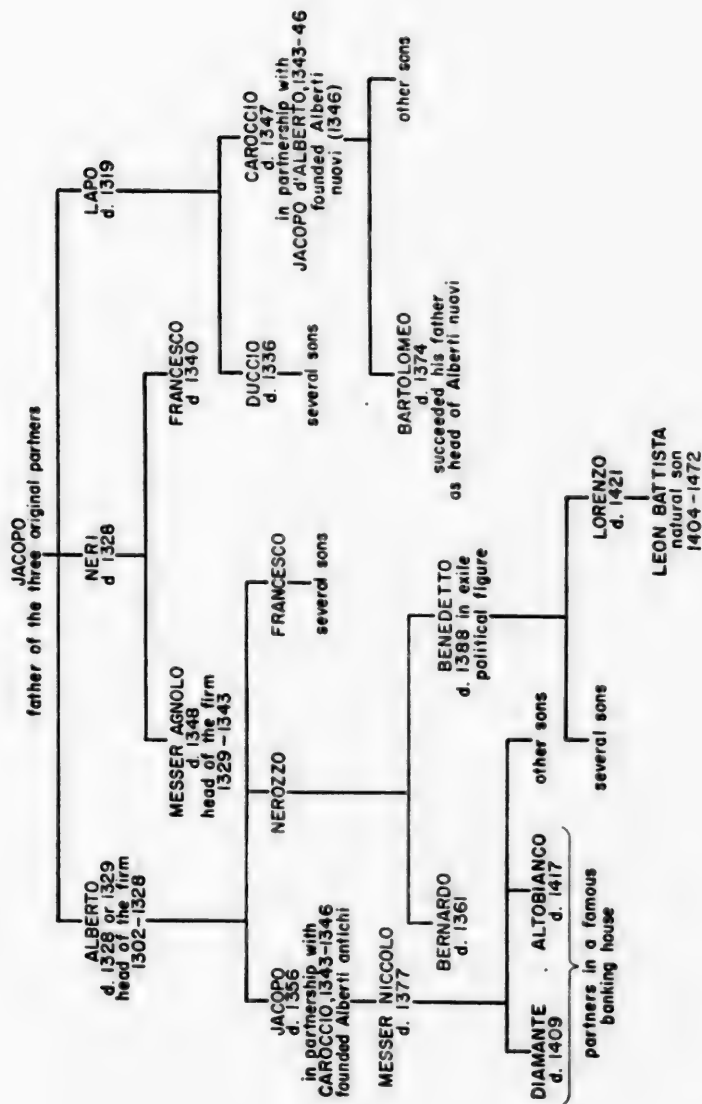 JACOPO
father of the three original partners
ALBERTO
d. 1328 or 1329
head of the firm
1302-1328
NERI
d 1328
LAPO
d. 1319
MESSER AGNOLO
d. 1348
head of the firm
1329-1343
FRANCESCO
d 1340
DUCCIO
d. 1336
several sons
CAROCCIO
d. 1347
in partnership with
JACOPO d'ALBERTO, 1343-46
founded Alberti
nuovi (1346)
JACOPO
d. 1356
in partnership with
CAROCCIO, 1343-1346
founded Alberti antichi
NEROZZO
FRANCESCO
several sons
BARTOLOMEO
d. 1374
succeeded his father
as head of Alberti nuovi
other sons
MESSER NICCOLO
d. 1377
BERNARDO
d. 1361
BENEDETTO
d. 1388 in exile
political figure
DIAMANTE
d. 1409
ALTOBIANCO
d. 1417
other sons
partners in a famous
banking house
several sons
LORENZO
d. 1421
LEON BATTISTA
natural son
1404-1472